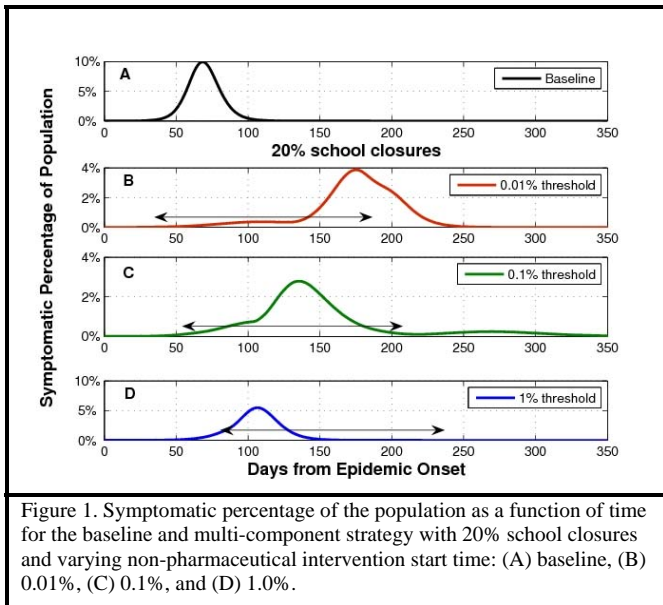 10%
A
Baseline
5%
0%
0 50 100 150 200 250 300 350
20% school closures
4%
B
0.01% threshold
2%
0%
0 50 100 150 200 250 300 350
4%
C
0.1% threshold
2%
0%
0 50 100 150 200 250 300 350
10%
D
1% threshold
5%
0%
0 50 100 150 200 250 300 350
Days from Epidemic Onset
Symptomatic Percentage of Population
Figure 1. Symptomatic percentage of the population as a function of time
for the baseline and multi-component strategy with 20% school closures
and varying non-pharmaceutical intervention start time: (A) baseline, (B)
0.01%, (C) 0.1%, and (D) 1.0%.